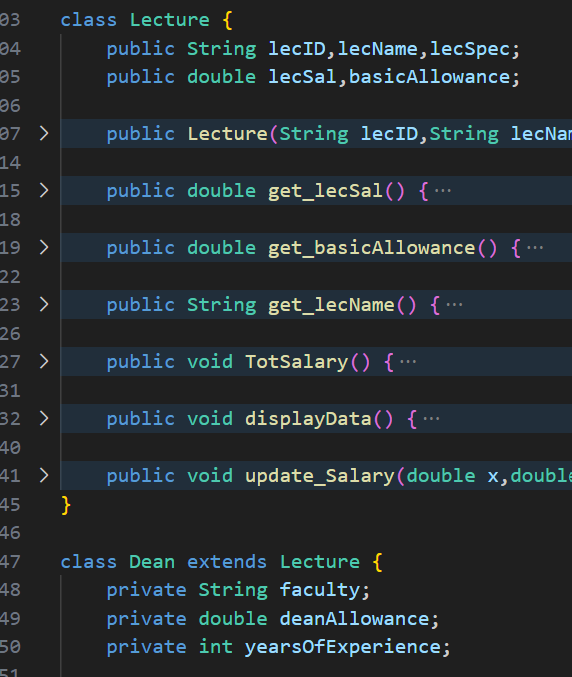 03 class Lecture {
04 public String lecID,lecName,lecSpec;
05 public double lecSal,basicAllowance;
06
07 > public Lecture(String lecID,String lecNam
14
15 > public double get_lecSal() {···
18
19 > public double get_basicAllowance() {···
22
23 > public String get_lecName() {···
26
27 > public void TotSalary() {···
31
32 > public void displayData() {···
40
41 > public void update_Salary(double x,double
45 }
46
47 class Dean extends Lecture {
48 private String faculty;
49 private double deanAllowance;
50 private int yearsOfExperience;
51